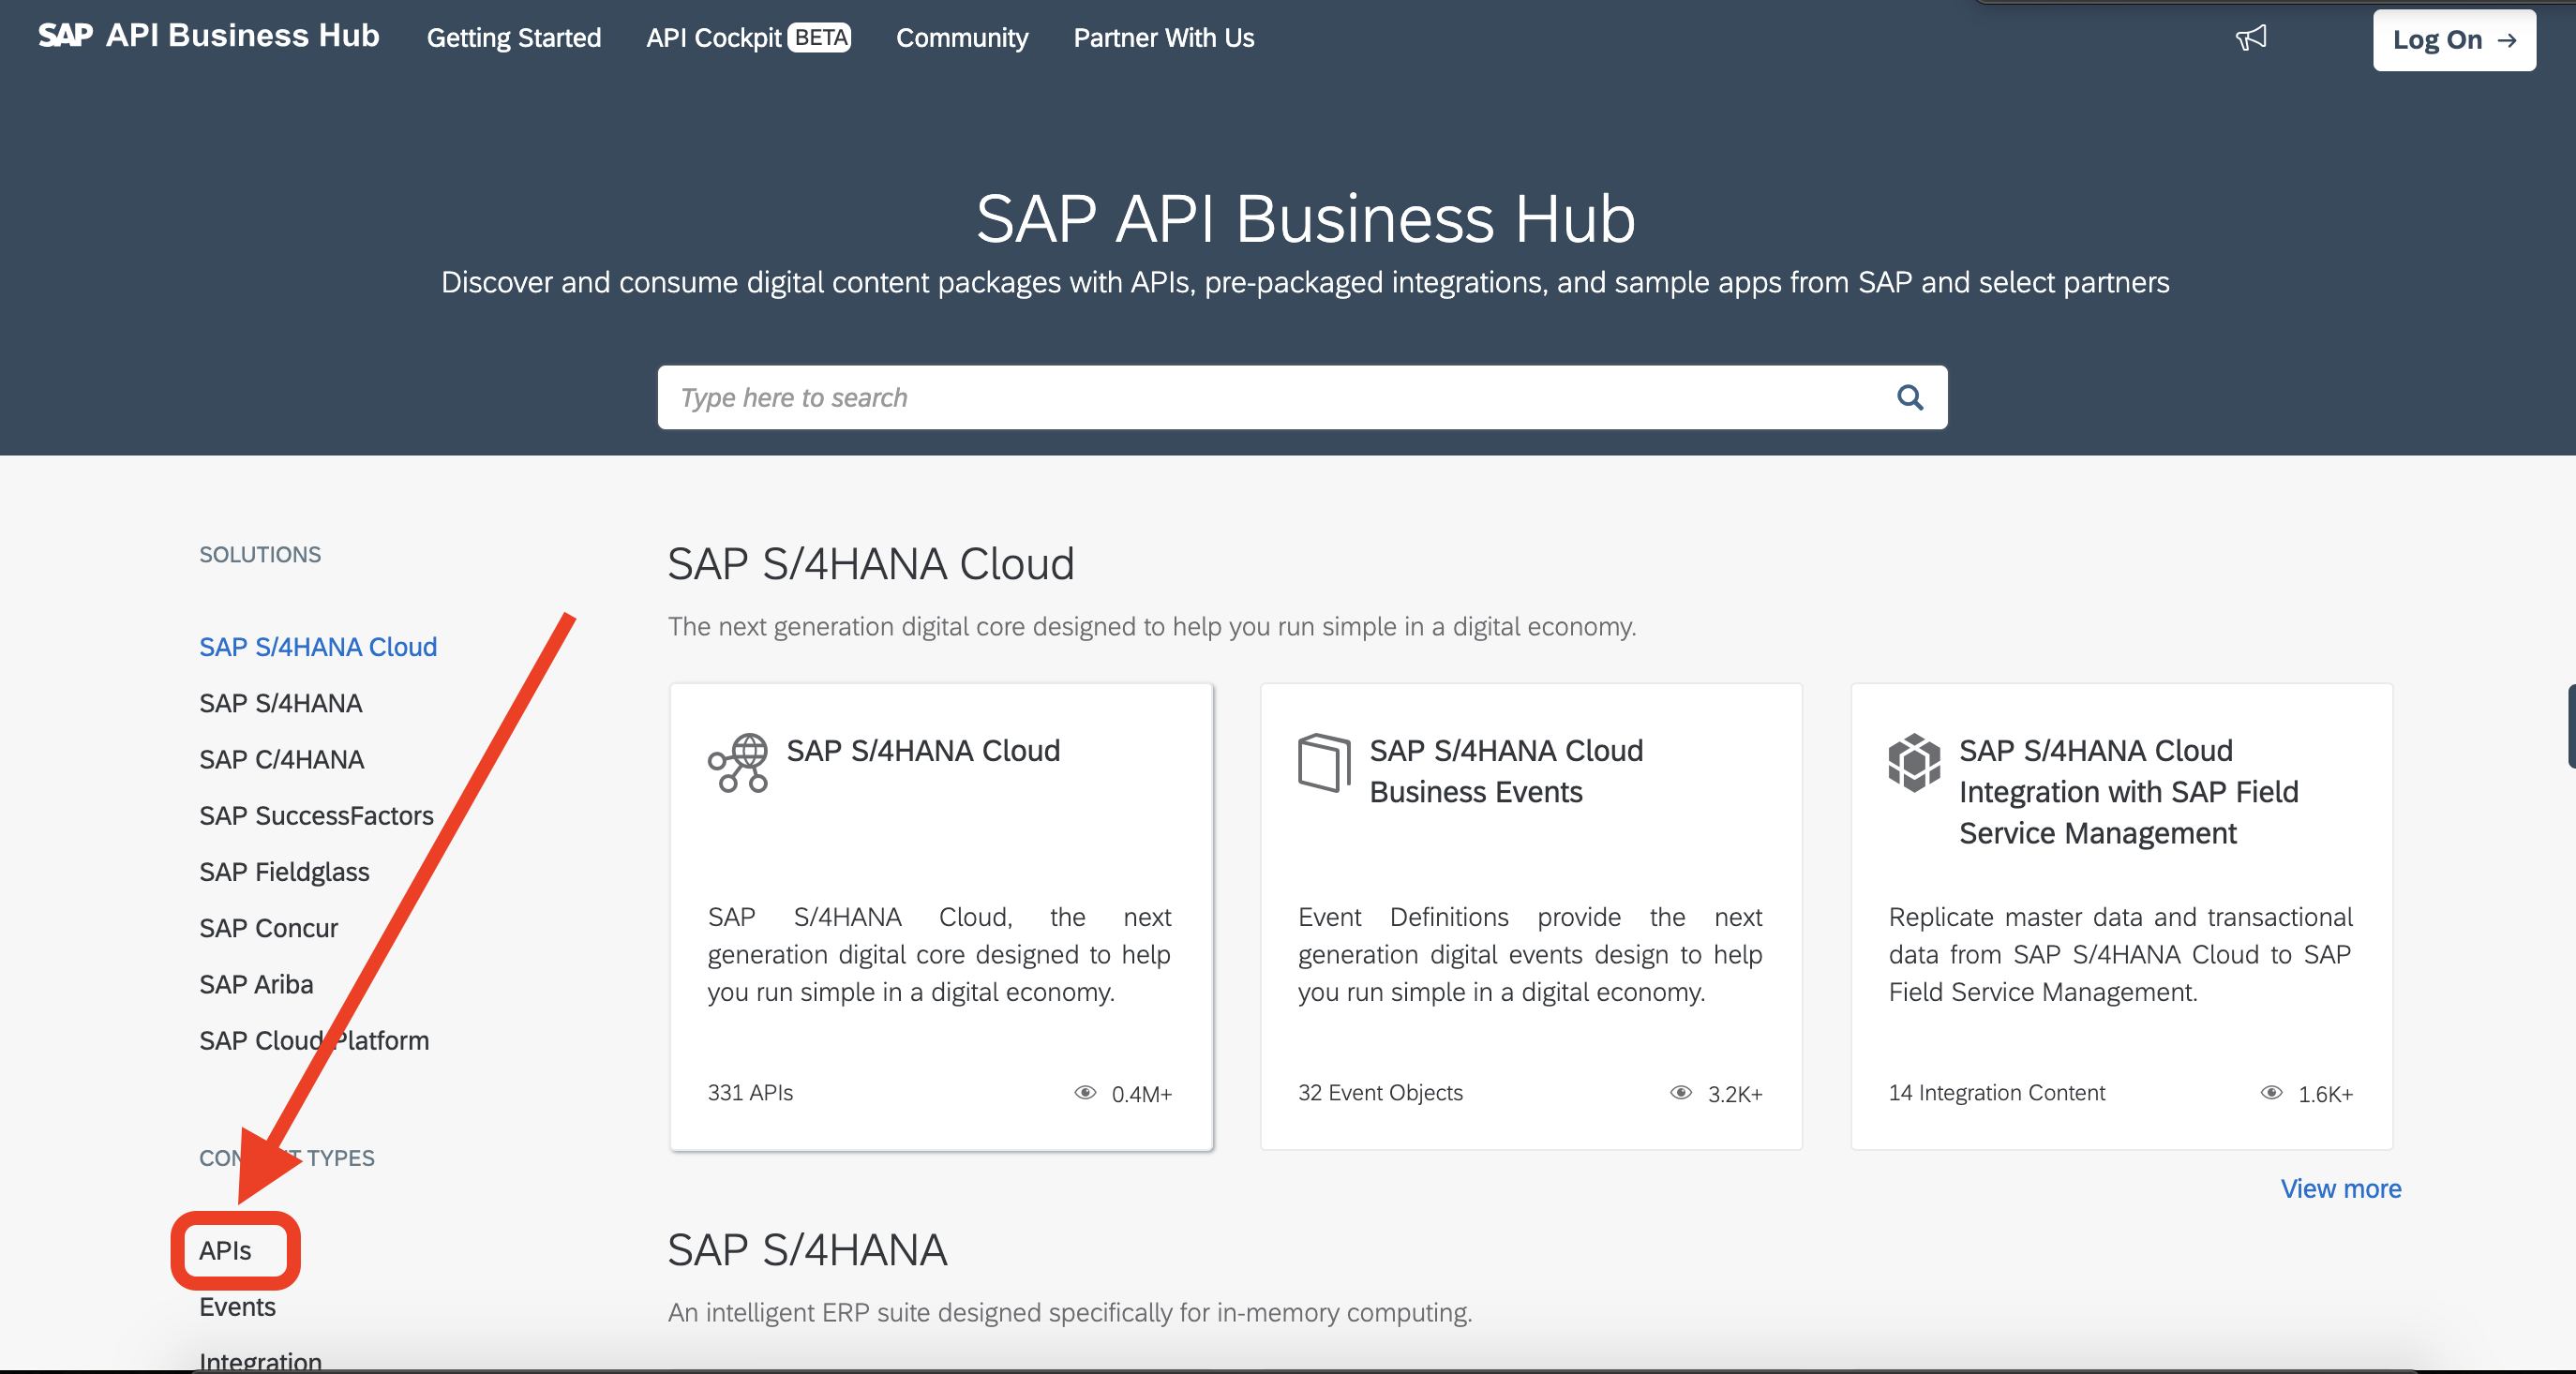 SAP API Business Hub
Getting Started
API Cockpit BETA
Community
Partner With Us
Log On
SAP API Business Hub
Discover and consume digital content packages with APIs, pre-packaged integrations, and sample apps from SAP and select partners
Type here to search
SOLUTIONS
SAP S/4HANA Cloud
SAP S/4HANA
SAP C/4HANA
SAP SuccessFactors
SAP Fieldglass
SAP Concur
SAP Ariba
SAP Cloud Platform
CONTENT TYPES
APIs
Events
Integration
SAP S/4HANA Cloud
The next generation digital core designed to help you run simple in a digital economy.
SAP S/4HANA Cloud
SAP S/4HANA Cloud, the next
generation digital core designed to help
you run simple in a digital economy.
331 APIs
0.4M+
SAP S/4HANA Cloud
Business Events
Event Definitions provide the next
generation digital events design to help
you run simple in a digital economy.
32 Event Objects
3.2K+
SAP S/4HANA Cloud
Integration with SAP Field
Service Management
Replicate master data and transactional
data from SAP S/4HANA Cloud to SAP
Field Service Management.
14 Integration Content
1.6K+
View more
SAP S/4HANA
An intelligent ERP suite designed specifically for in-memory computing.